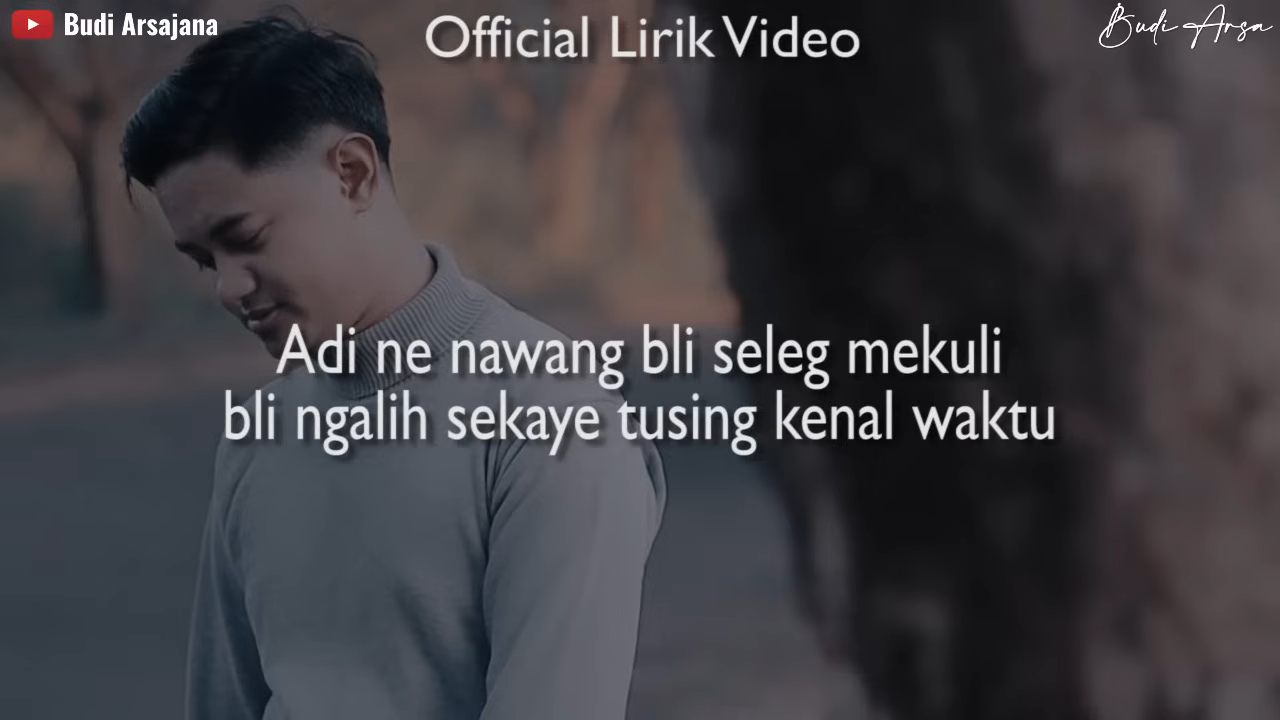 Budi Arsajana
Official Lirik Video
Budi Arsa
Adi ne nawang bli seleg mekuli
bli ngalih sekaye tusing kenal waktu